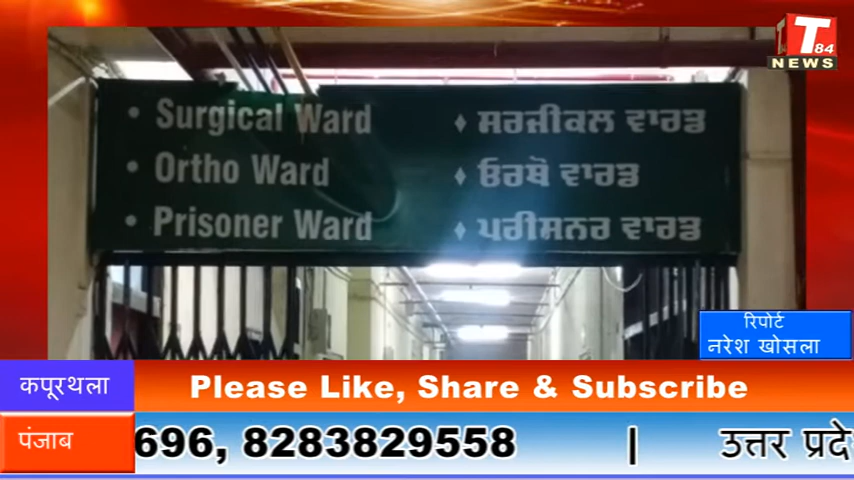 T
84
NEWS
• Surgical Ward ♦ ਸਰਜੀਕਲ ਵਾਰਡ
• Ortho Ward ♦ ਓਰਥੋ ਵਾਰਡ
• Prisoner Ward ♦ ਪਰੀਸਨਰ ਵਾਰਡ
रिपोर्ट
नरेश खोसला
कपूरथला Please Like, Share & Subscribe
पंजाब 696, 8283829558 | उत्तर प्रदे